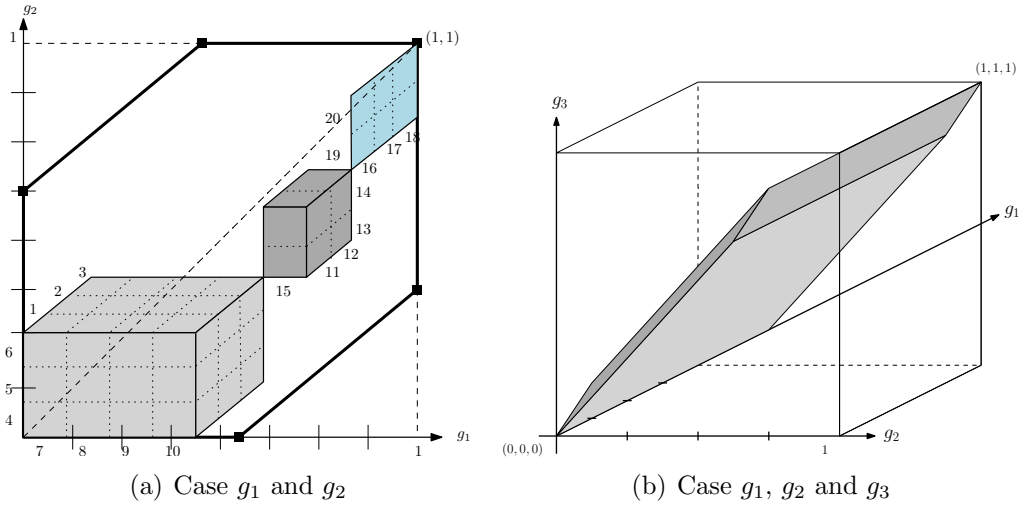 g2
1
(1, 1)
20
18
17
19
16
14
13
12
11
15
3
2
1
6
5
4
7
8
9
10
1
g1
(a) Case g1 and g2
(1, 1, 1)
g3
g1
g2
(0, 0, 0)
1
(b) Case g1, g2 and g3